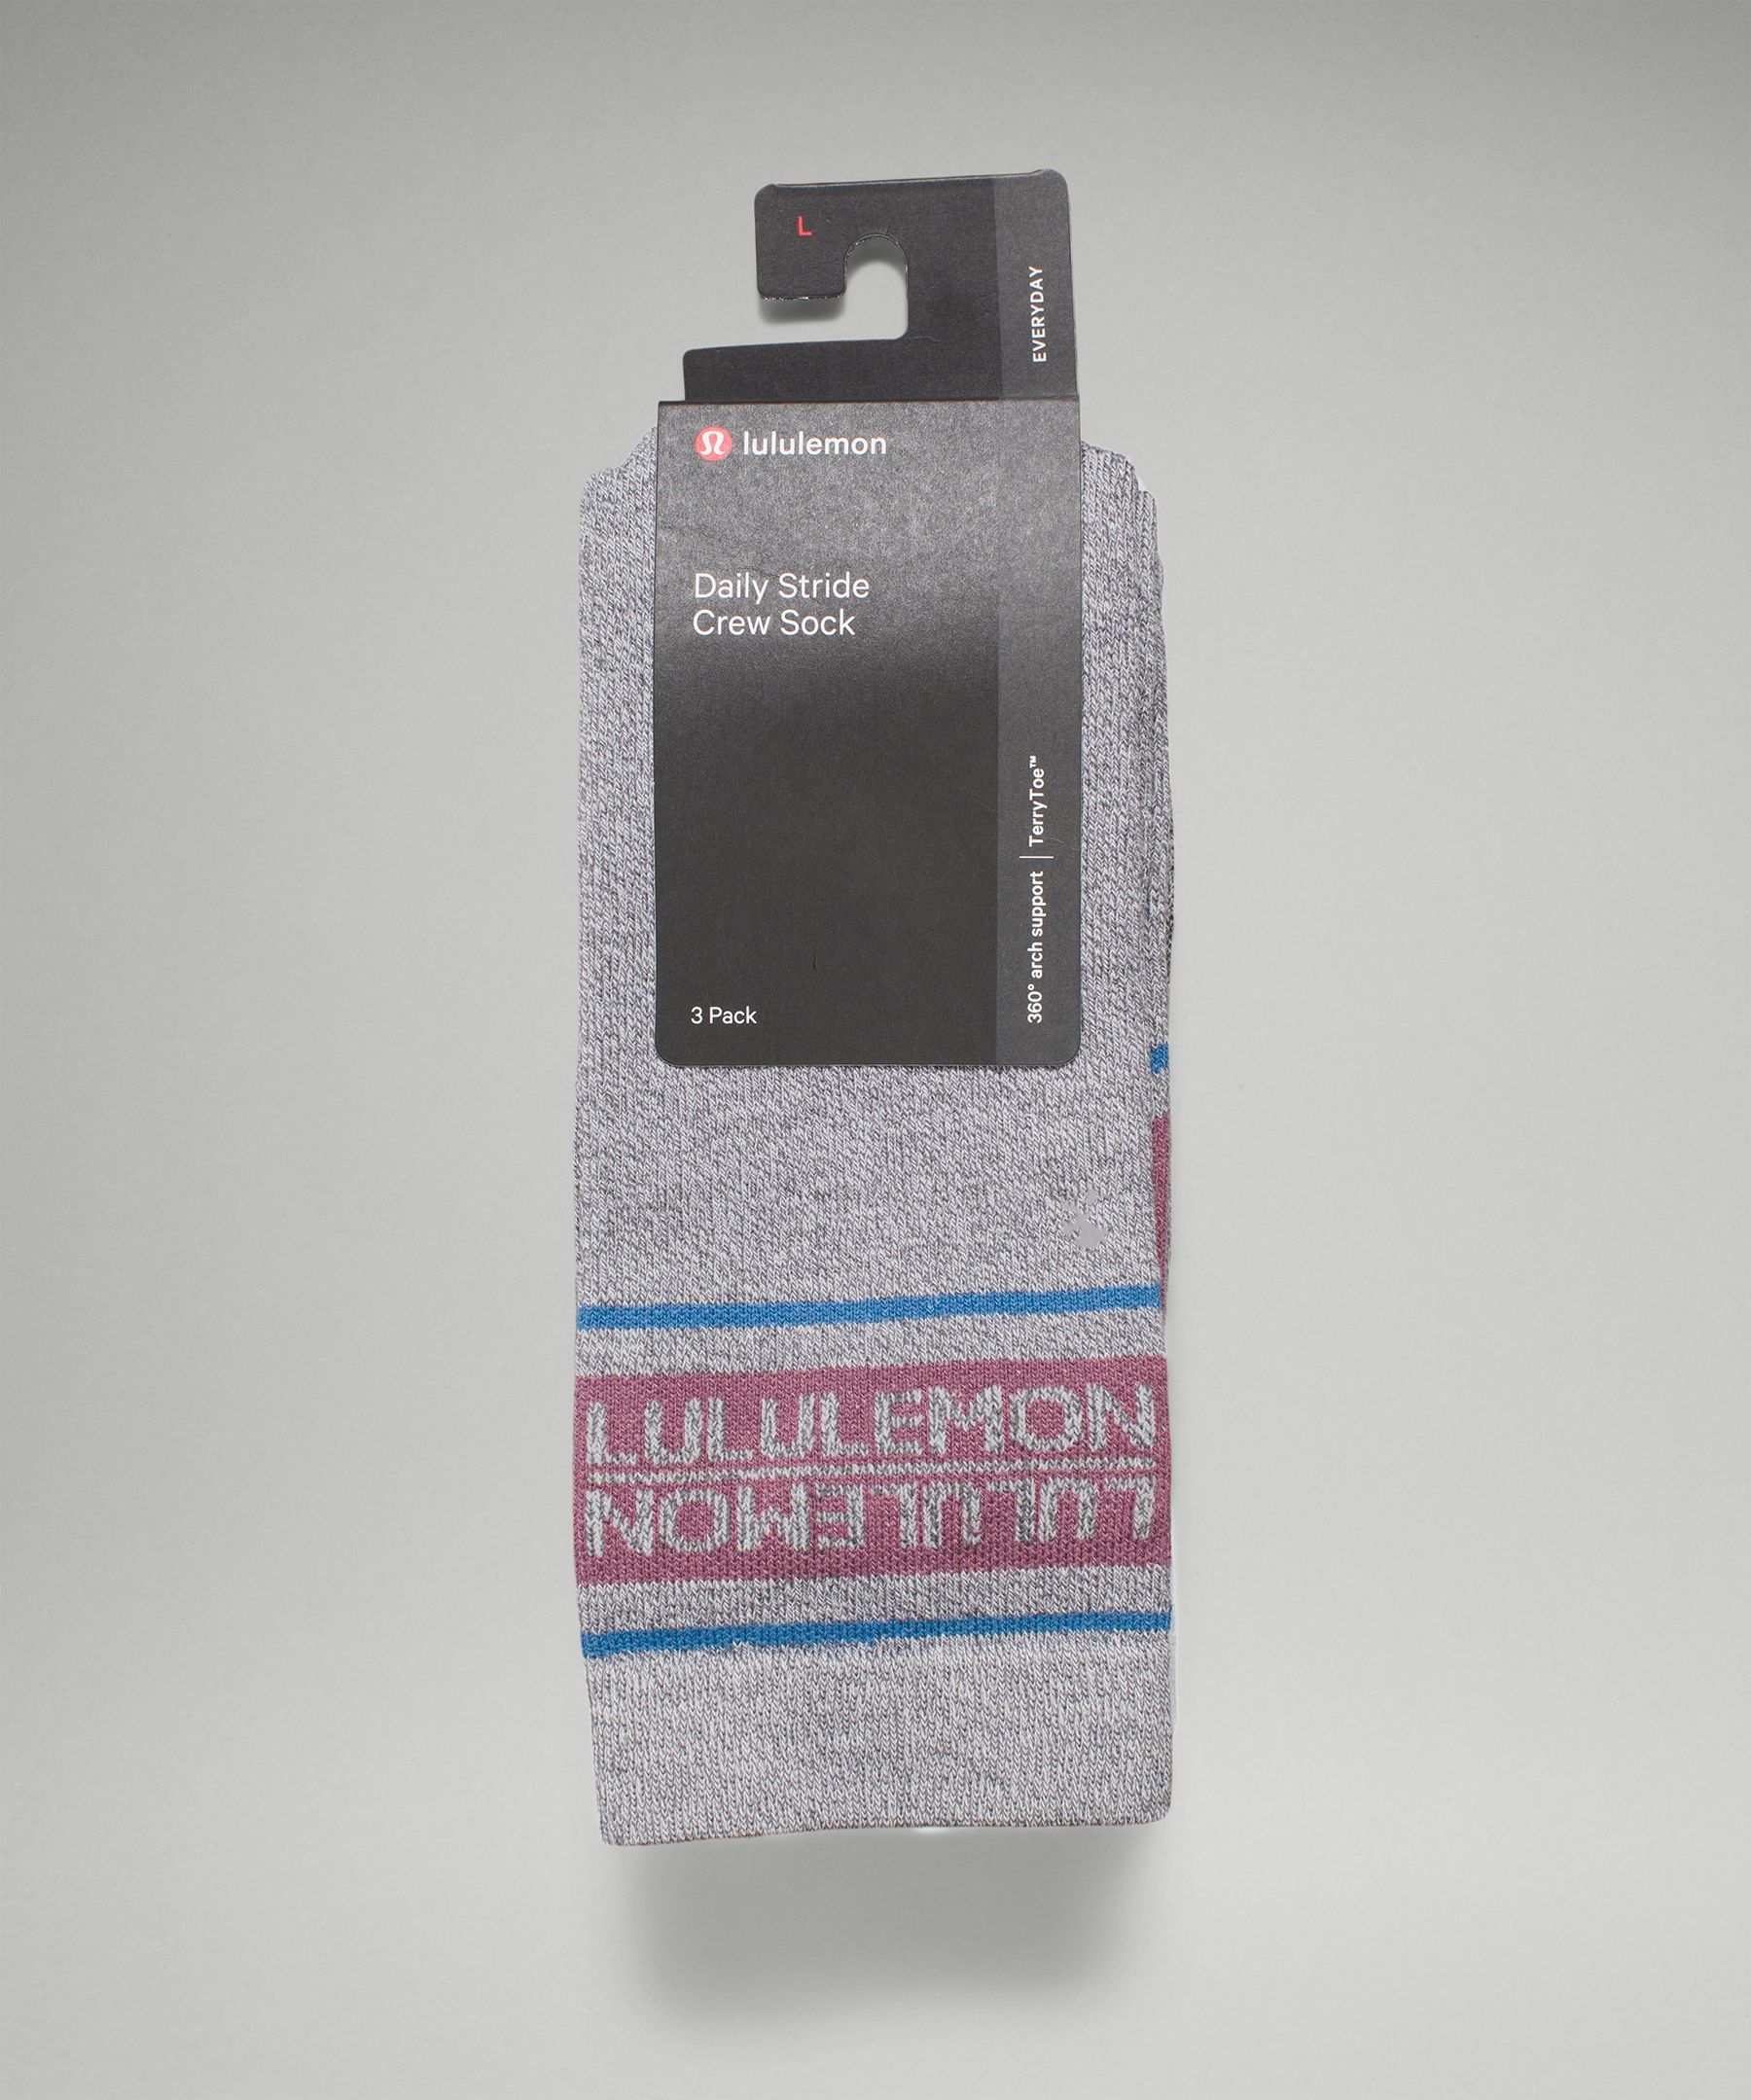 L
EVERYDAY
lululemon
Daily Stride
Crew Sock
360° arch support | TerryToe™
3 Pack
LULULEMON
LULULEMON